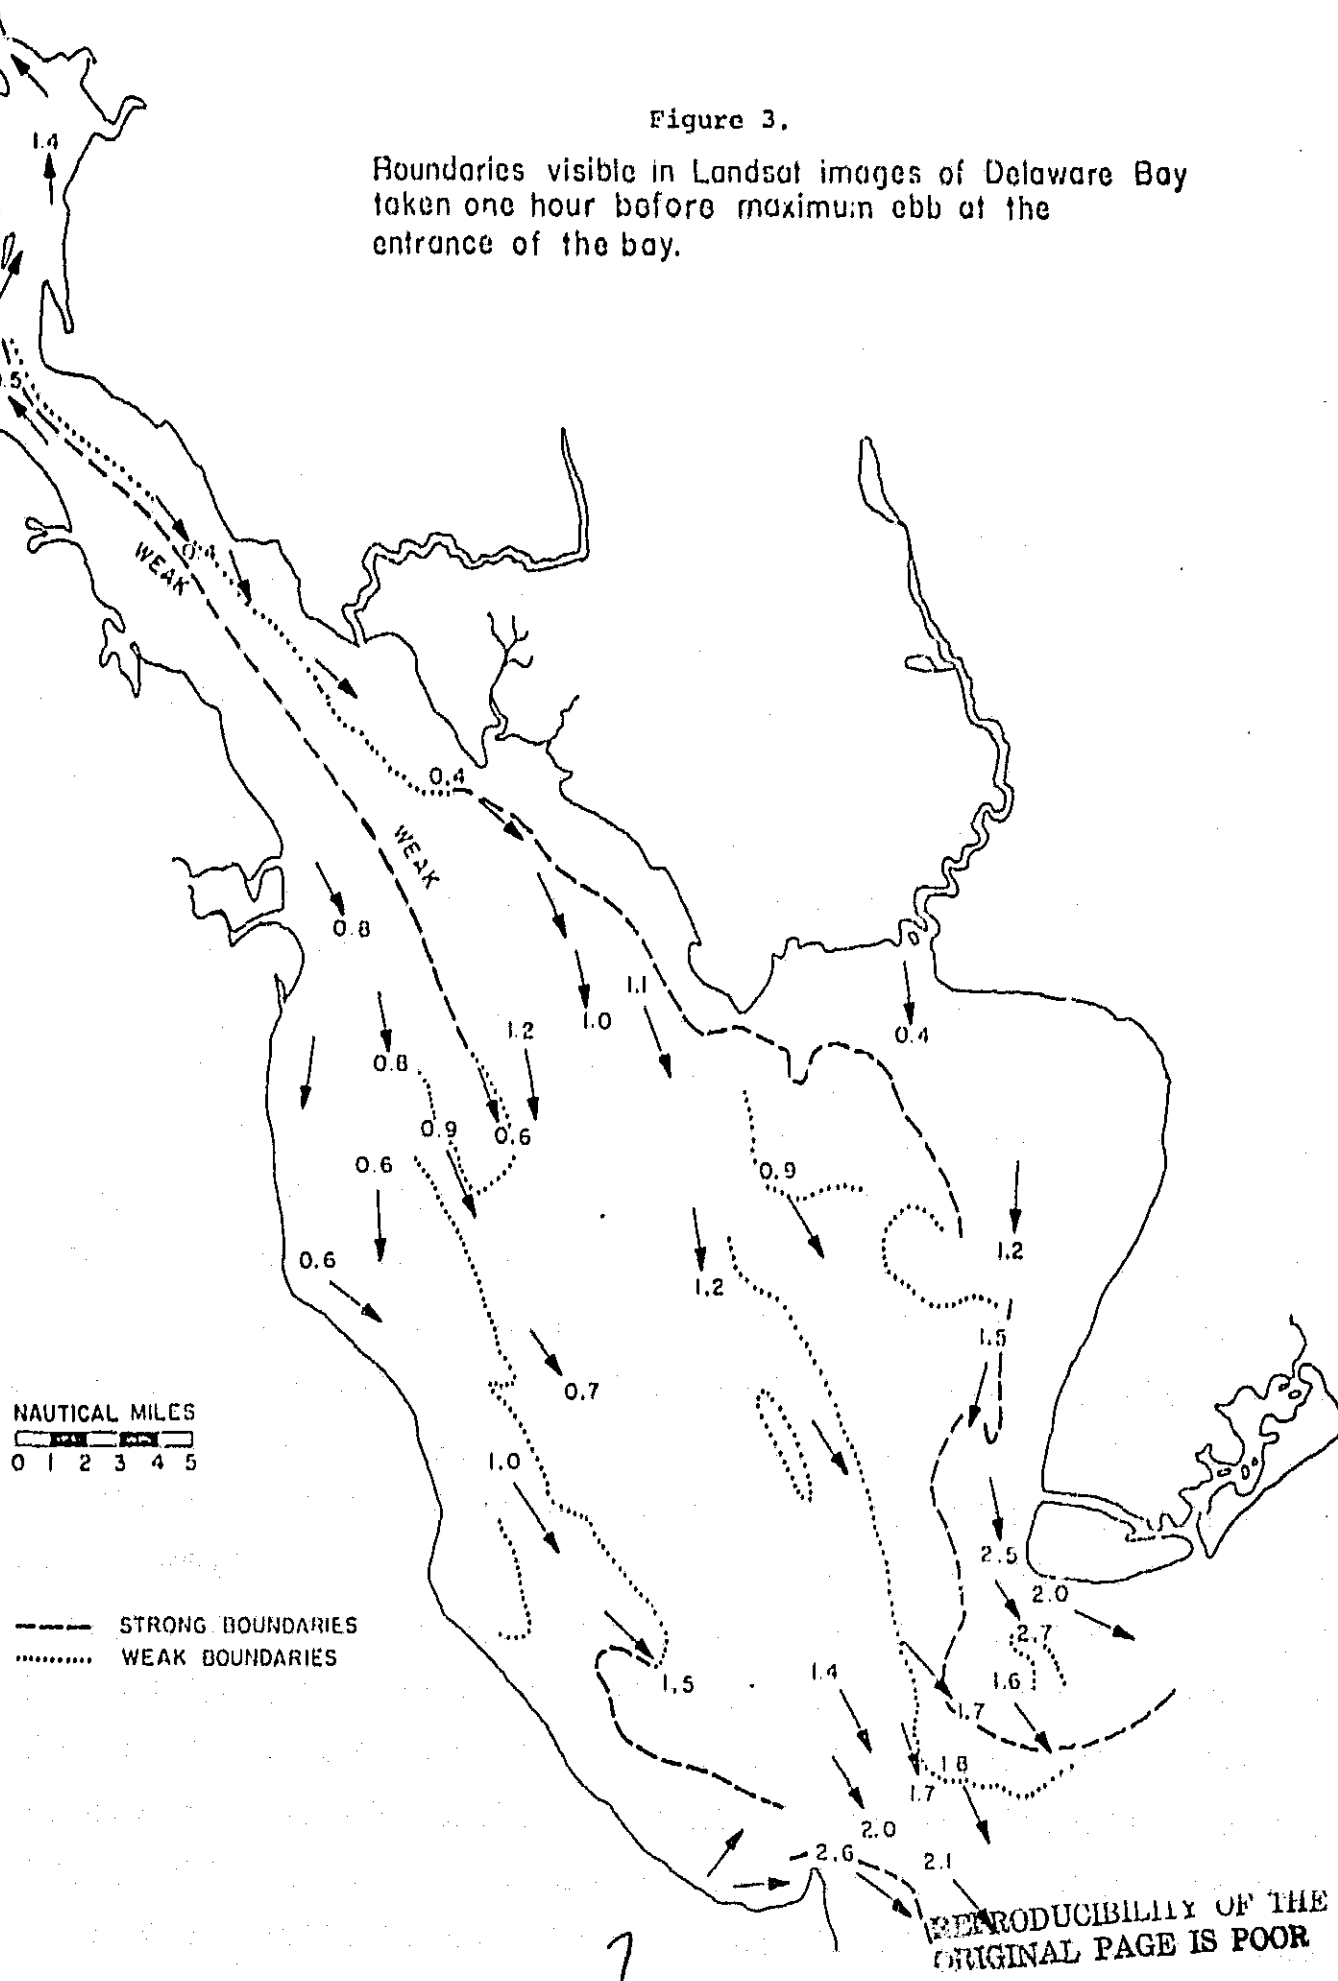 Figure 3.
Boundaries visible in Landsat images of Delaware Bay
taken one hour before maximum ebb at the
entrance of the bay.
1.4
0.4
WEAK
0.4
WEAK
0.8
1.1
1.0
1.2
0.4
0.8
0.9
0.6
0.6
0.9
1.2
0.6
1.2
1.5
0.7
NAUTICAL MILES
0 1 2 3 4 5
1.0
2.5
2.0
STRONG BOUNDARIES
WEAK BOUNDARIES
2.7
1.5
1.4
1.6
1.7
1.8
1.7
2.0
2.6
2.1
REPRODUCIBILITY OF THE
ORIGINAL PAGE IS POOR
7